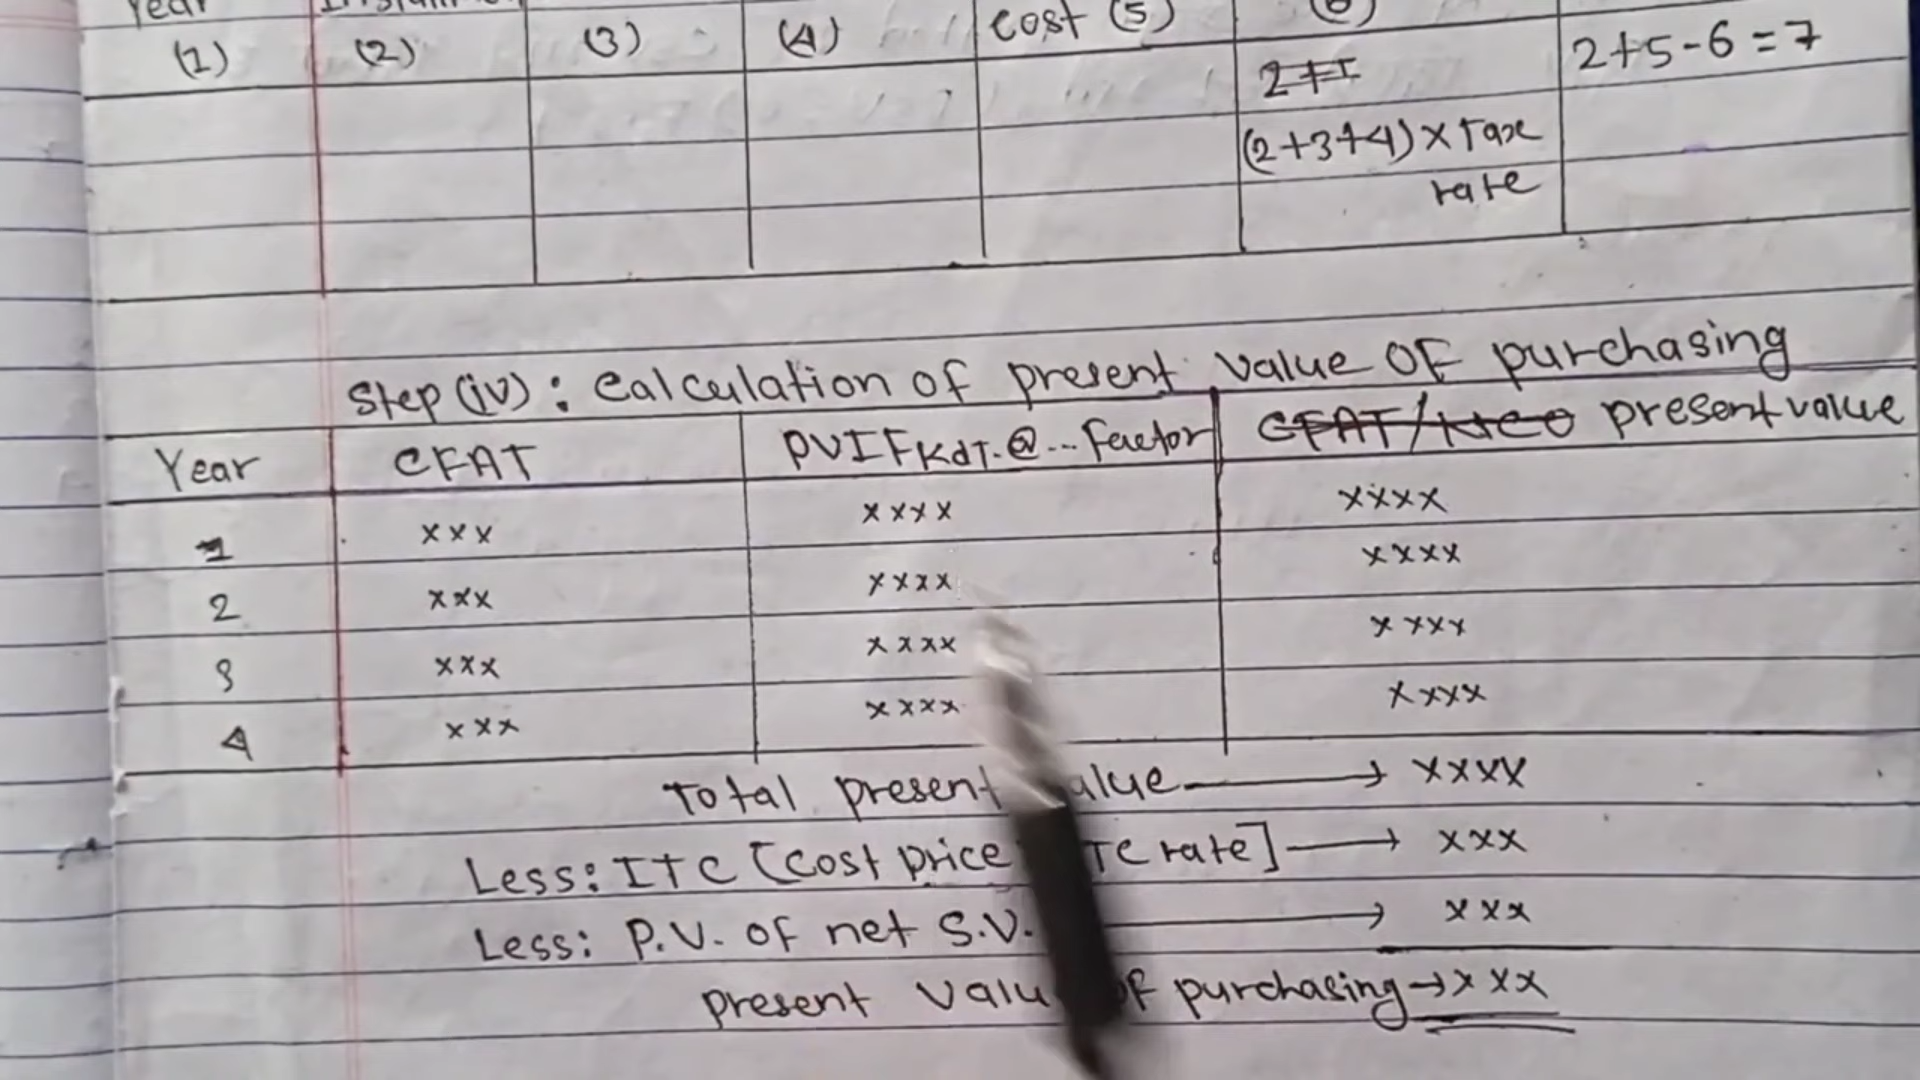 Year
(1) (2) (3) (4) cost (5) (6)
2+5-6=7
(2+3+4) x Tax
rate
Step (iv): Calculation of present value OF purchasing
Year CFAT PVIFKdT.@... Factor present value
1 xxx xxxx xxxx
2 xxx xxxx xxxx
3 xxx xxxx xxxx
4 xxx xxxx xxxx
Total present → xxxx
Less: ITC [cost price rate] → xxx
Less: P.V. of net S.V. → xxx
present OF purchasing → xxx